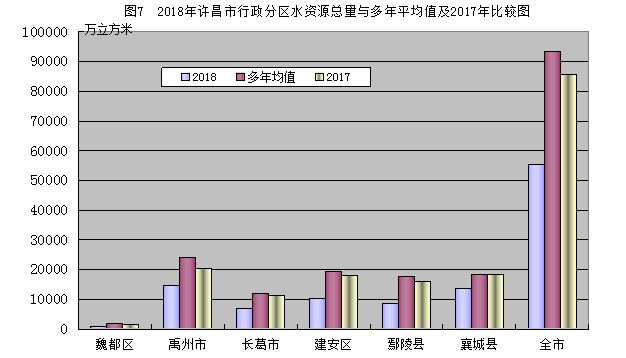 图7 2018年许昌市行政分区水资源总量与多年平均值及2017年比较图
万立方米
100000
90000
80000
70000
60000
50000
40000
30000
20000
10000
0
2018 多年均值 2017
魏都区 禹州市 长葛市 建安区 鄢陵县 襄城县 全市